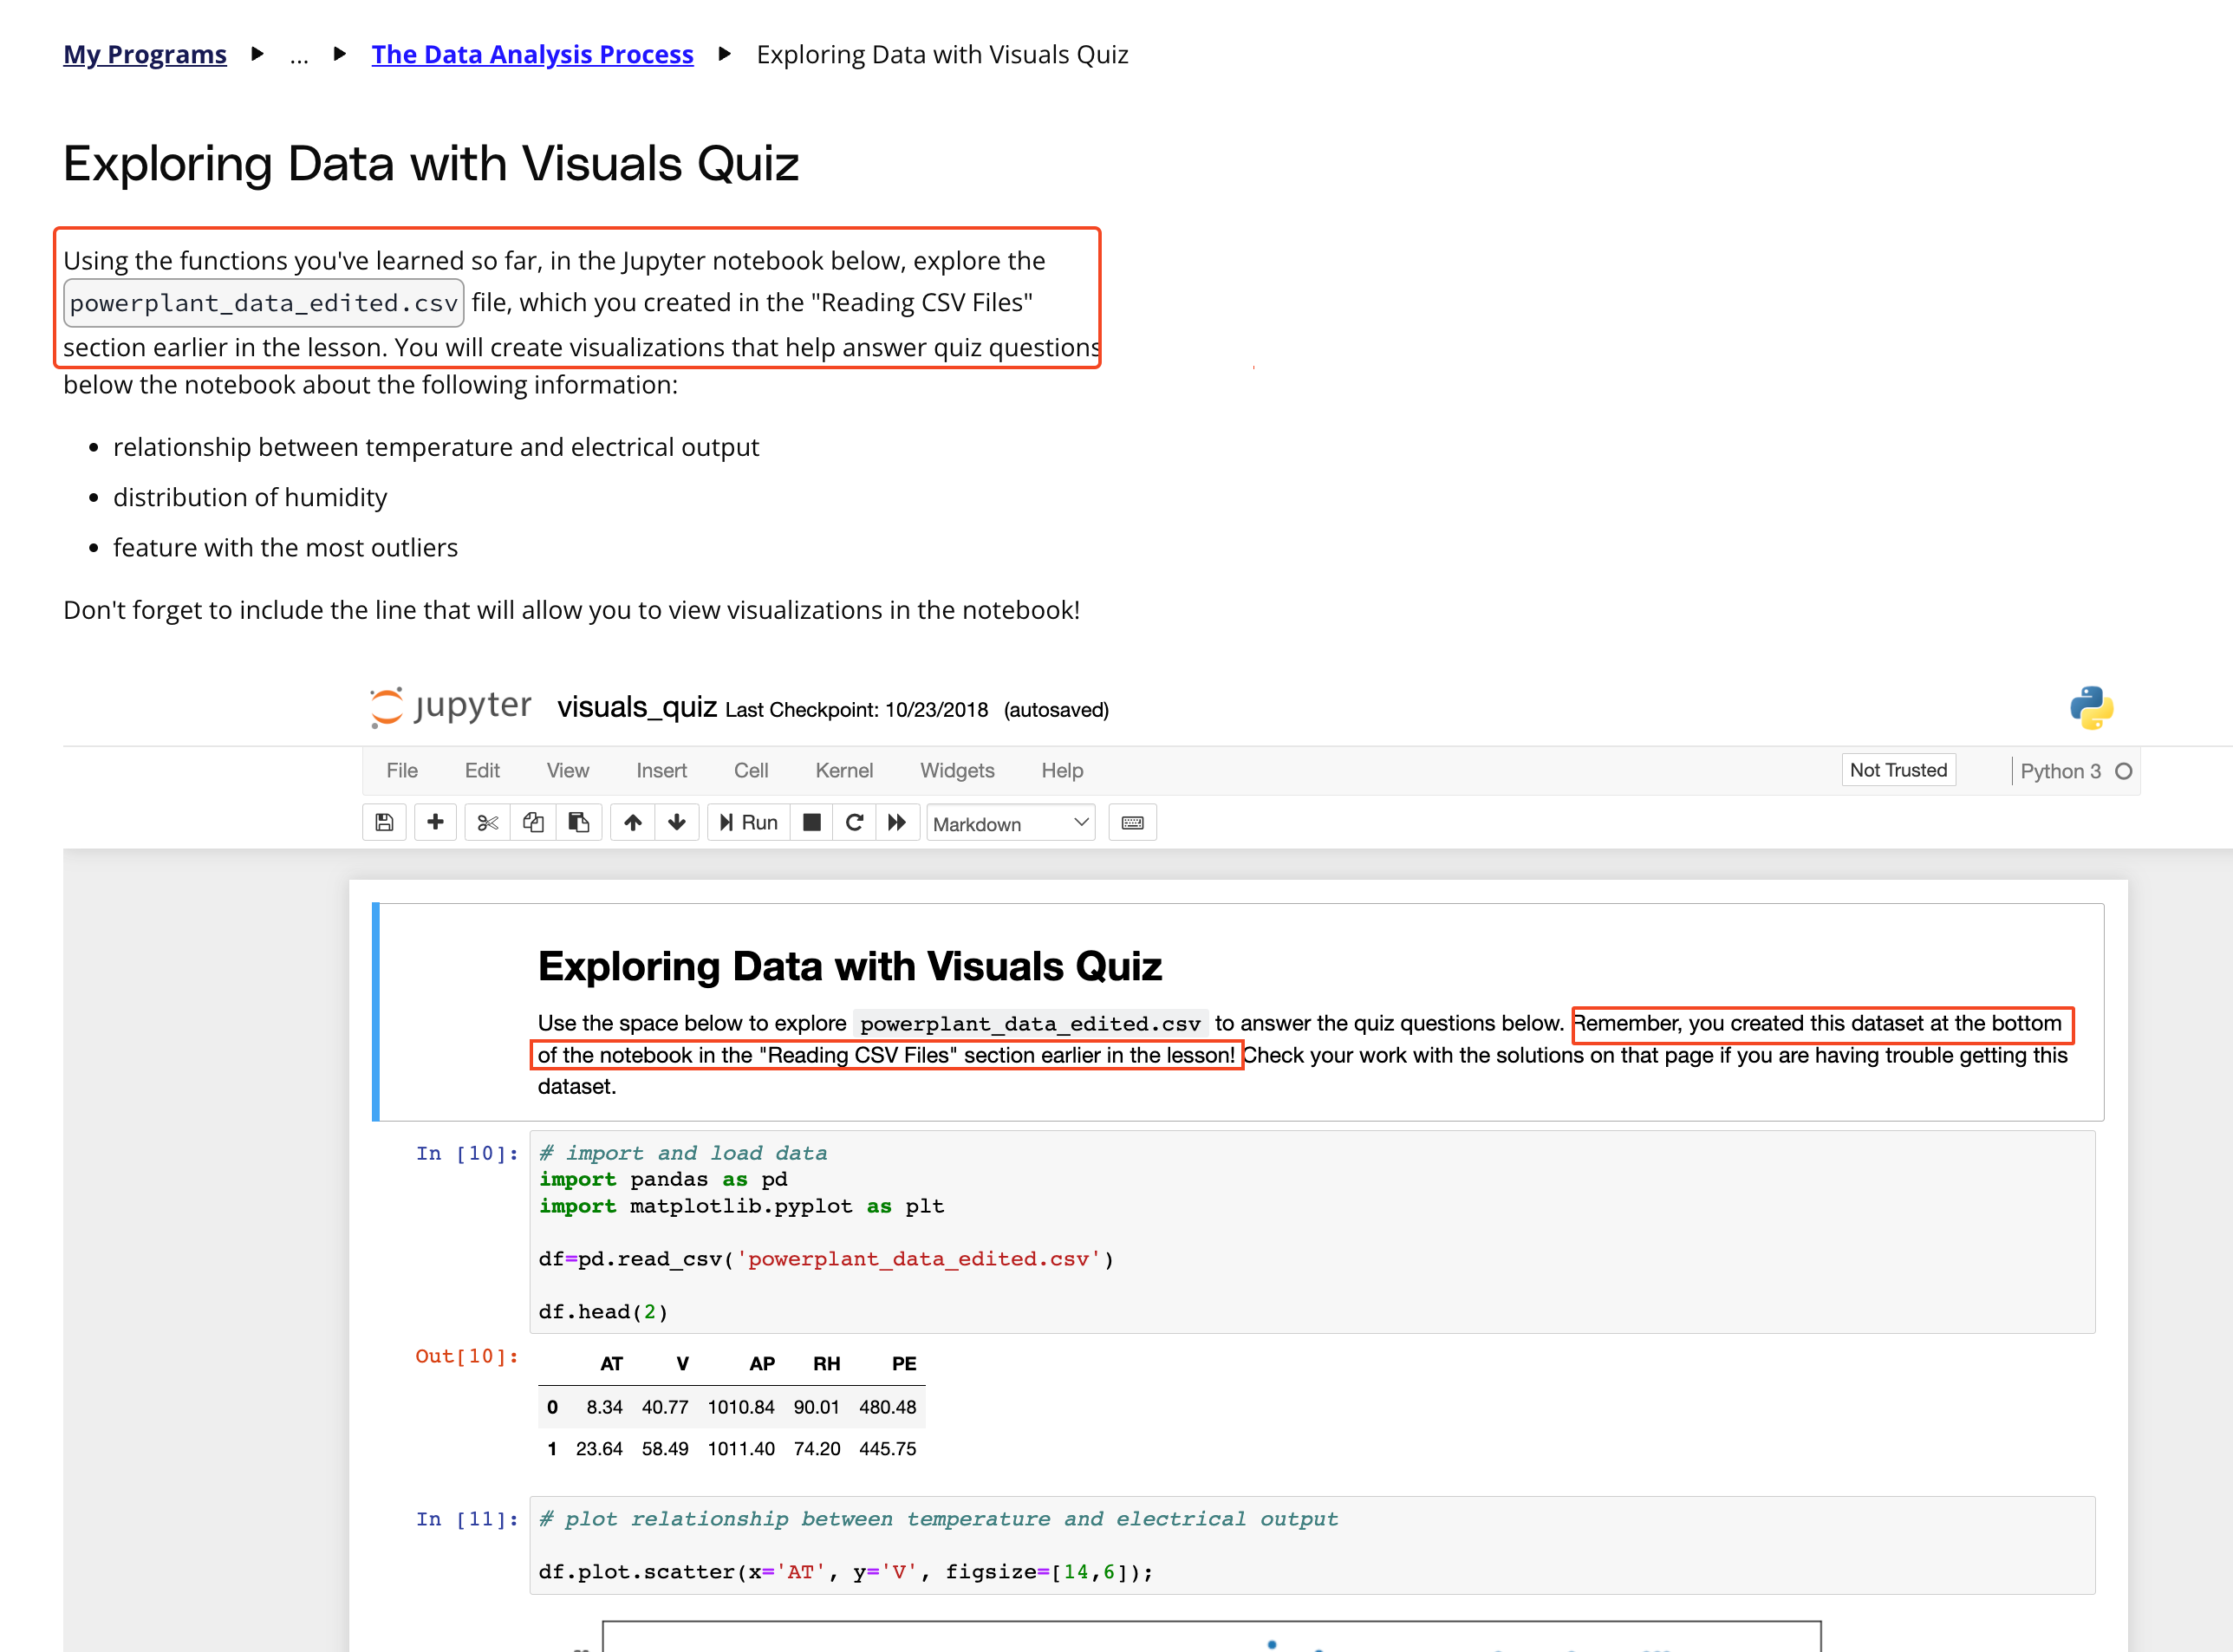 My Programs ... The Data Analysis Process Exploring Data with Visuals Quiz
Exploring Data with Visuals Quiz
Using the functions you've learned so far, in the Jupyter notebook below, explore the
powerplant_data_edited.csv file, which you created in the "Reading CSV Files"
section earlier in the lesson. You will create visualizations that help answer quiz questions
below the notebook about the following information:
• relationship between temperature and electrical output
• distribution of humidity
• feature with the most outliers
Don't forget to include the line that will allow you to view visualizations in the notebook!
jupyter visuals_quiz Last Checkpoint: 10/23/2018 (autosaved)
File Edit View Insert Cell Kernel Widgets Help Not Trusted Python 3
Run Markdown
Exploring Data with Visuals Quiz
Use the space below to explore powerplant_data_edited.csv to answer the quiz questions below. Remember, you created this dataset at the bottom
of the notebook in the "Reading CSV Files" section earlier in the lesson! Check your work with the solutions on that page if you are having trouble getting this
dataset.
In [10]: # import and load data
import pandas as pd
import matplotlib.pyplot as plt
df=pd.read_csv('powerplant_data_edited.csv')
df.head(2)
Out[10]: AT V AP RH PE
0 8.34 40.77 1010.84 90.01 480.48
1 23.64 58.49 1011.40 74.20 445.75
In [11]: # plot relationship between temperature and electrical output
df.plot.scatter(x='AT', y='V', figsize=[14,6]);